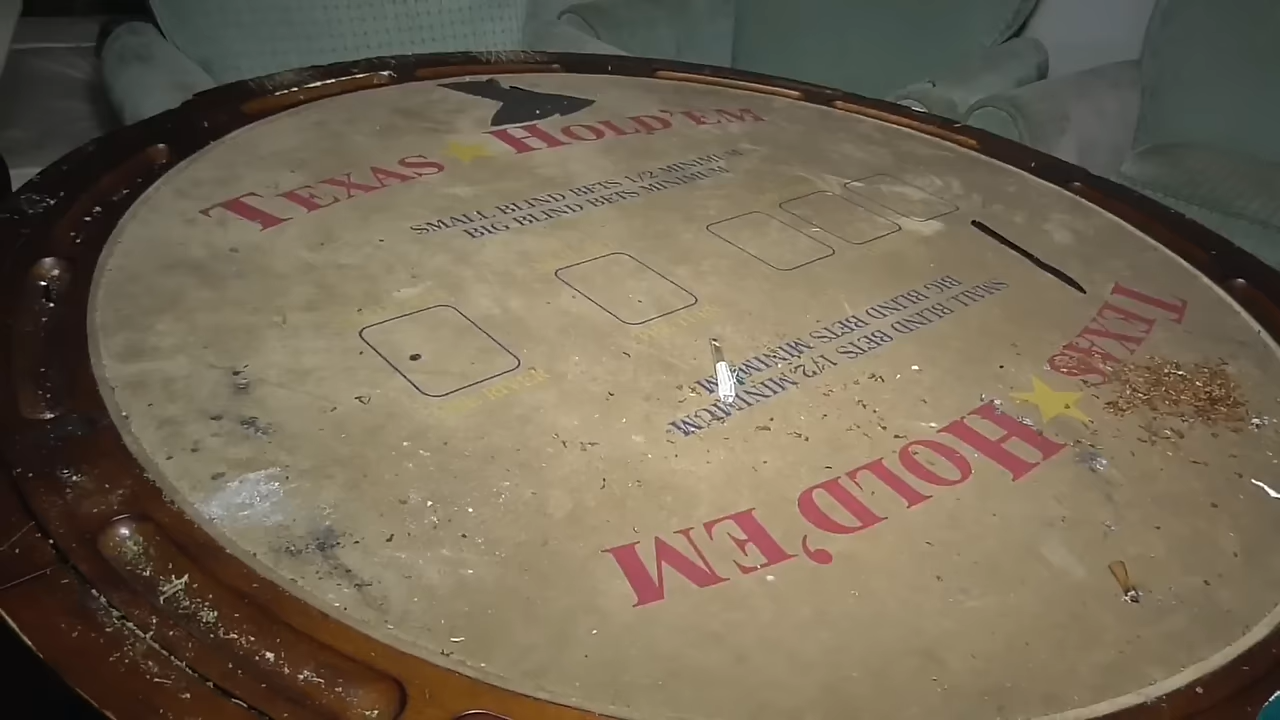 TEXAS HOLD'EM
SMALL BLIND BETS 1/2 MINIMUM
BIG BLIND BETS MINIMUM
SMALL BLIND BETS 1/2 MINIMUM
BIG BLIND BETS MINIMUM
TEXAS HOLD'EM